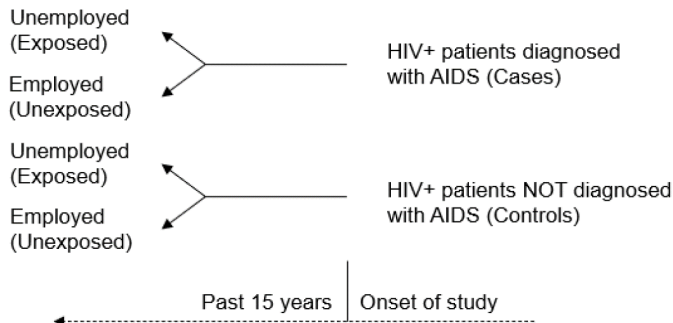 Unemployed
(Exposed)
HIV+ patients diagnosed
with AIDS (Cases)
Employed
(Unexposed)
Unemployed
(Exposed)
HIV+ patients NOT diagnosed
with AIDS (Controls)
Employed
(Unexposed)
Past 15 years
Onset of study